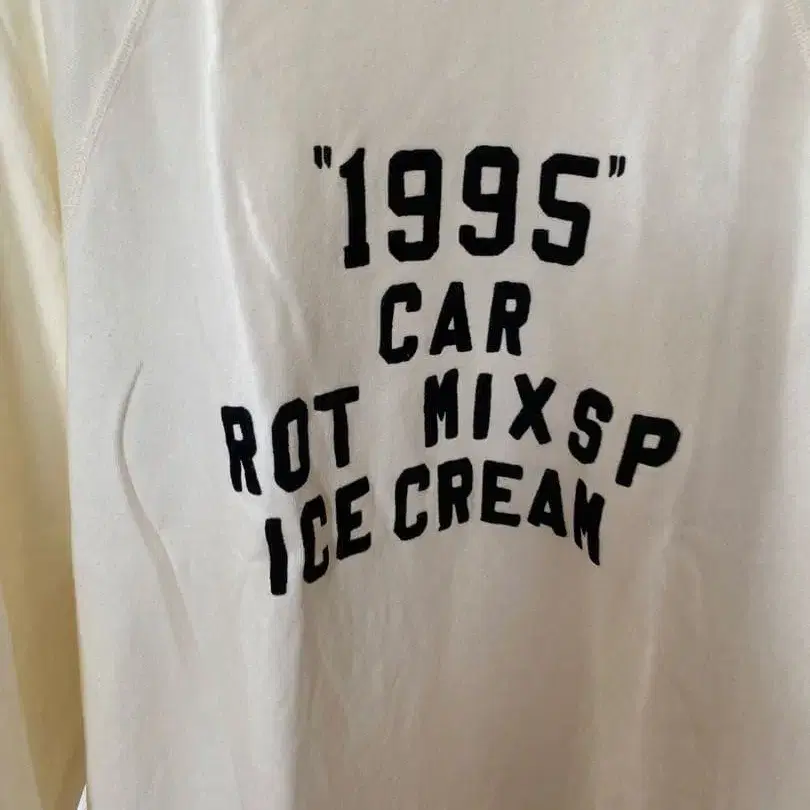 "1995"
CAR
ROT MIXSP
ICE CREAM